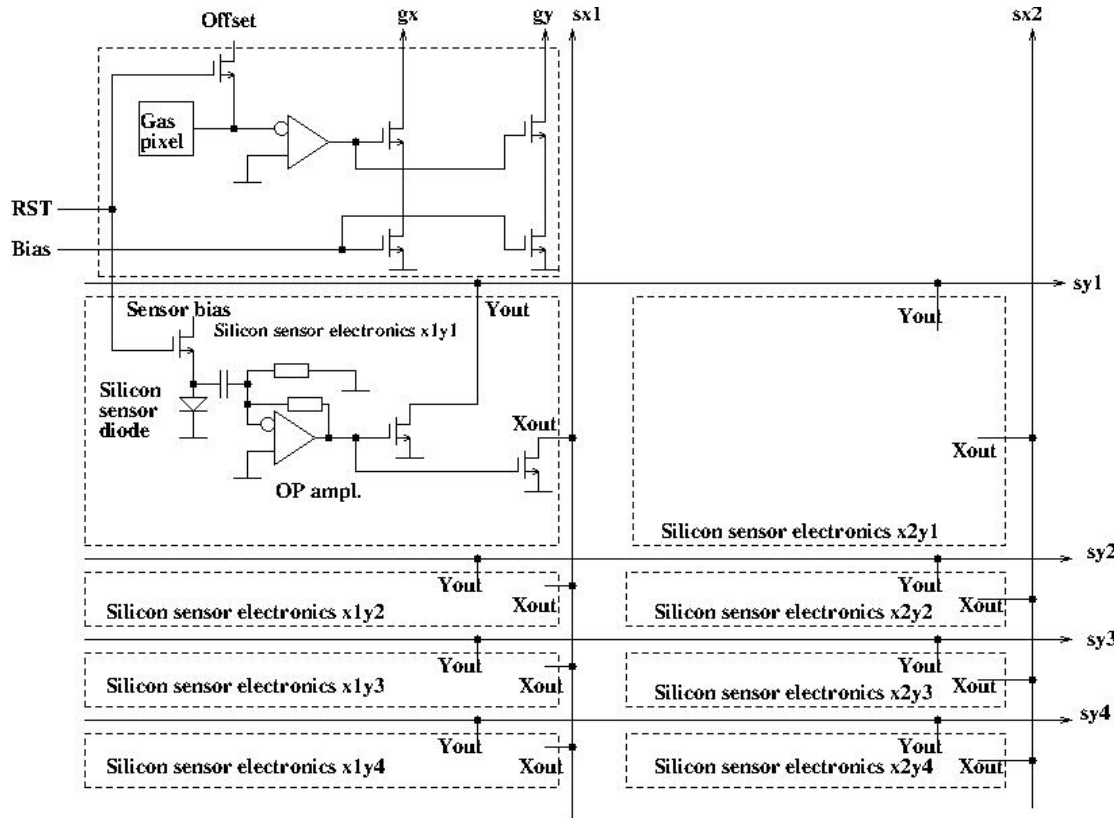 Offset
gx
gy
sx1
sx2
Gas
pixel
RST
Bias
sy1
Sensor bias
Yout
Yout
Silicon sensor electronics x1y1
Silicon
sensor
diode
Xout
Xout
OP ampl.
Silicon sensor electronics x2y1
sy2
Yout
Yout
Silicon sensor electronics x1y2
Xout
Silicon sensor electronics x2y2
Xout
sy3
Yout
Yout
Silicon sensor electronics x1y3
Xout
Silicon sensor electronics x2y3
Xout
sy4
Yout
Yout
Silicon sensor electronics x1y4
Xout
Silicon sensor electronics x2y4
Xout